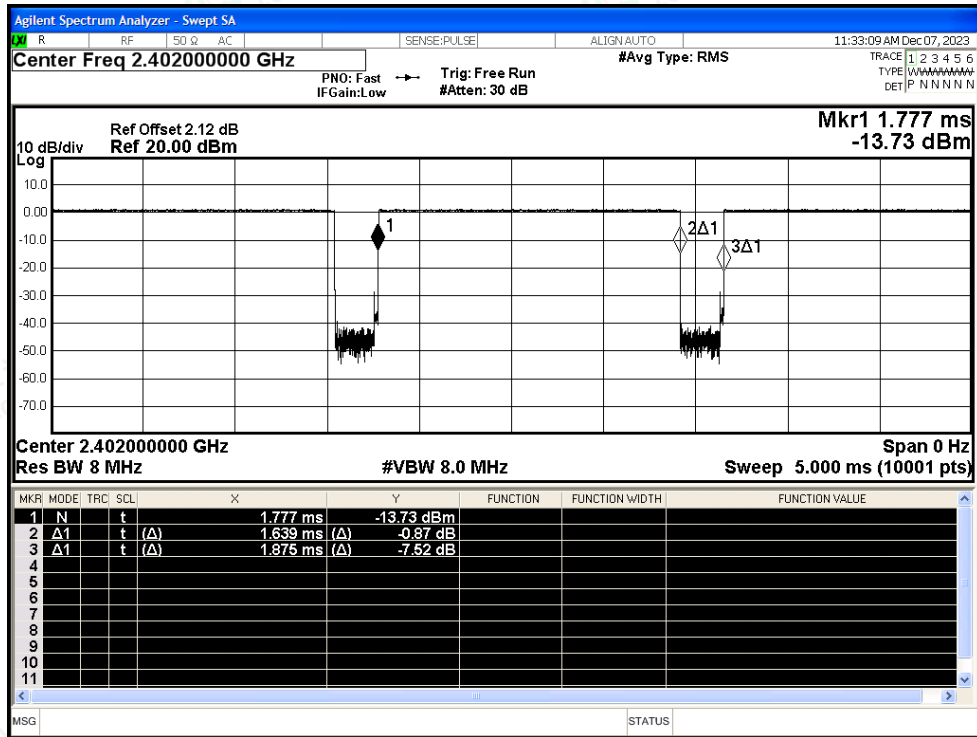 Agilent Spectrum Analyzer - Swept SA
LXI R RF 50 Ω AC SENSE:PULSE ALIGN AUTO 11:33:09 AM Dec 07, 2023
Center Freq 2.402000000 GHz #Avg Type: RMS TRACE 1 2 3 4 5 6
PNO: Fast Trig: Free Run TYPE WWWWWW
IFGain:Low #Atten: 30 dB DET P N N N N N
Mkr1 1.777 ms
Ref Offset 2.12 dB
10 dB/div Ref 20.00 dBm -13.73 dBm
Log
10.0
0.00
1 2Δ1
-10.0 3Δ1
-20.0
-30.0
-40.0
-50.0
-60.0
-70.0
Center 2.402000000 GHz Span 0 Hz
Res BW 8 MHz #VBW 8.0 MHz Sweep 5.000 ms (10001 pts)
MKR MODE TRC SCL X Y FUNCTION FUNCTION WIDTH FUNCTION VALUE
1 N t 1.777 ms -13.73 dBm
2 Δ1 t (Δ) 1.639 ms (Δ) -0.87 dB
3 Δ1 t (Δ) 1.875 ms (Δ) -7.52 dB
4
5
6
7
8
9
10
11
MSG STATUS